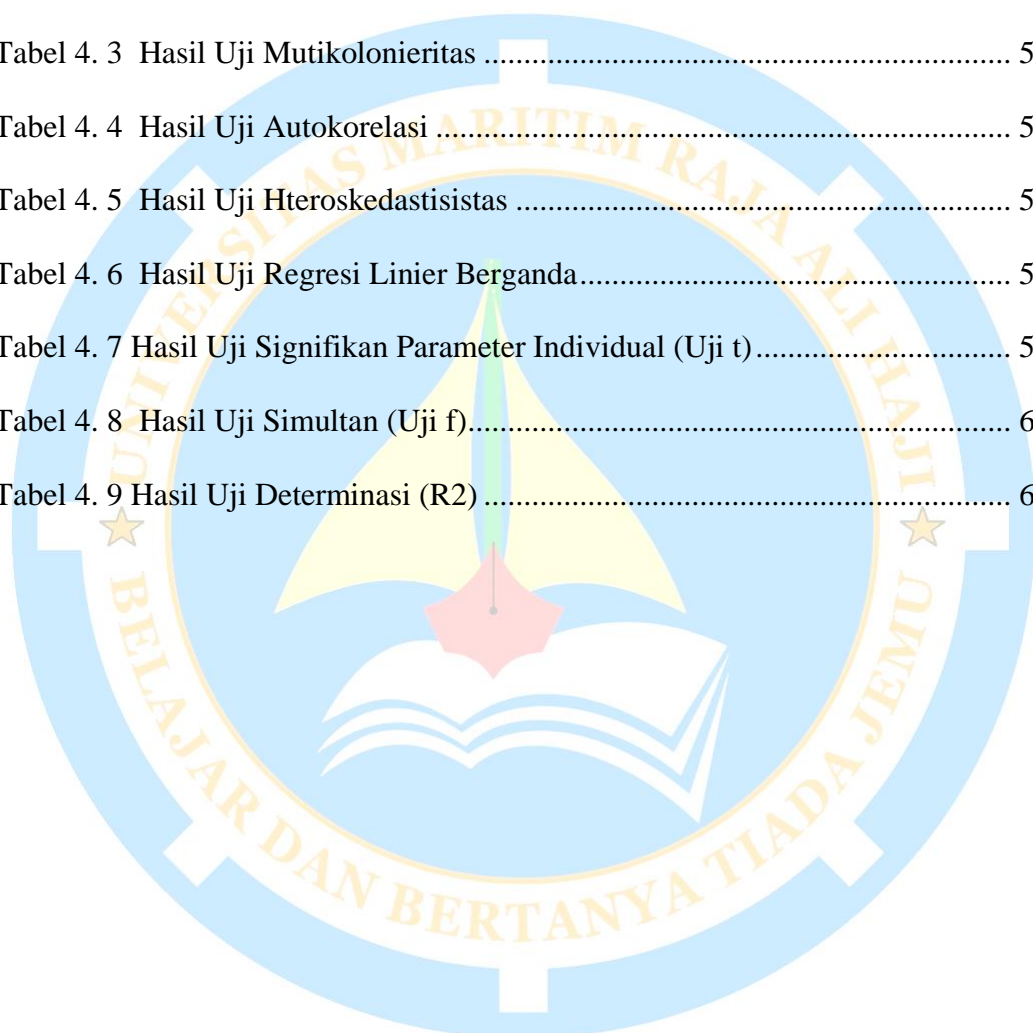 Tabel 4. 3  Hasil Uji Mutikolonieritas ..................................................................... 5
Tabel 4. 4  Hasil Uji Autokorelasi .......................................................................... 5
Tabel 4. 5  Hasil Uji Hteroskedastisistas ................................................................ 5
Tabel 4. 6  Hasil Uji Regresi Linier Berganda........................................................ 5
Tabel 4. 7 Hasil Uji Signifikan Parameter Individual (Uji t)................................ 5
Tabel 4. 8  Hasil Uji Simultan (Uji f)...................................................................... 6
Tabel 4. 9 Hasil Uji Determinasi (R2) ................................................................... 6
UNIVERSITAS MARITIM RAJA ALI HAJI
BELAJAR DAN BERTANYA TIADA JEMU